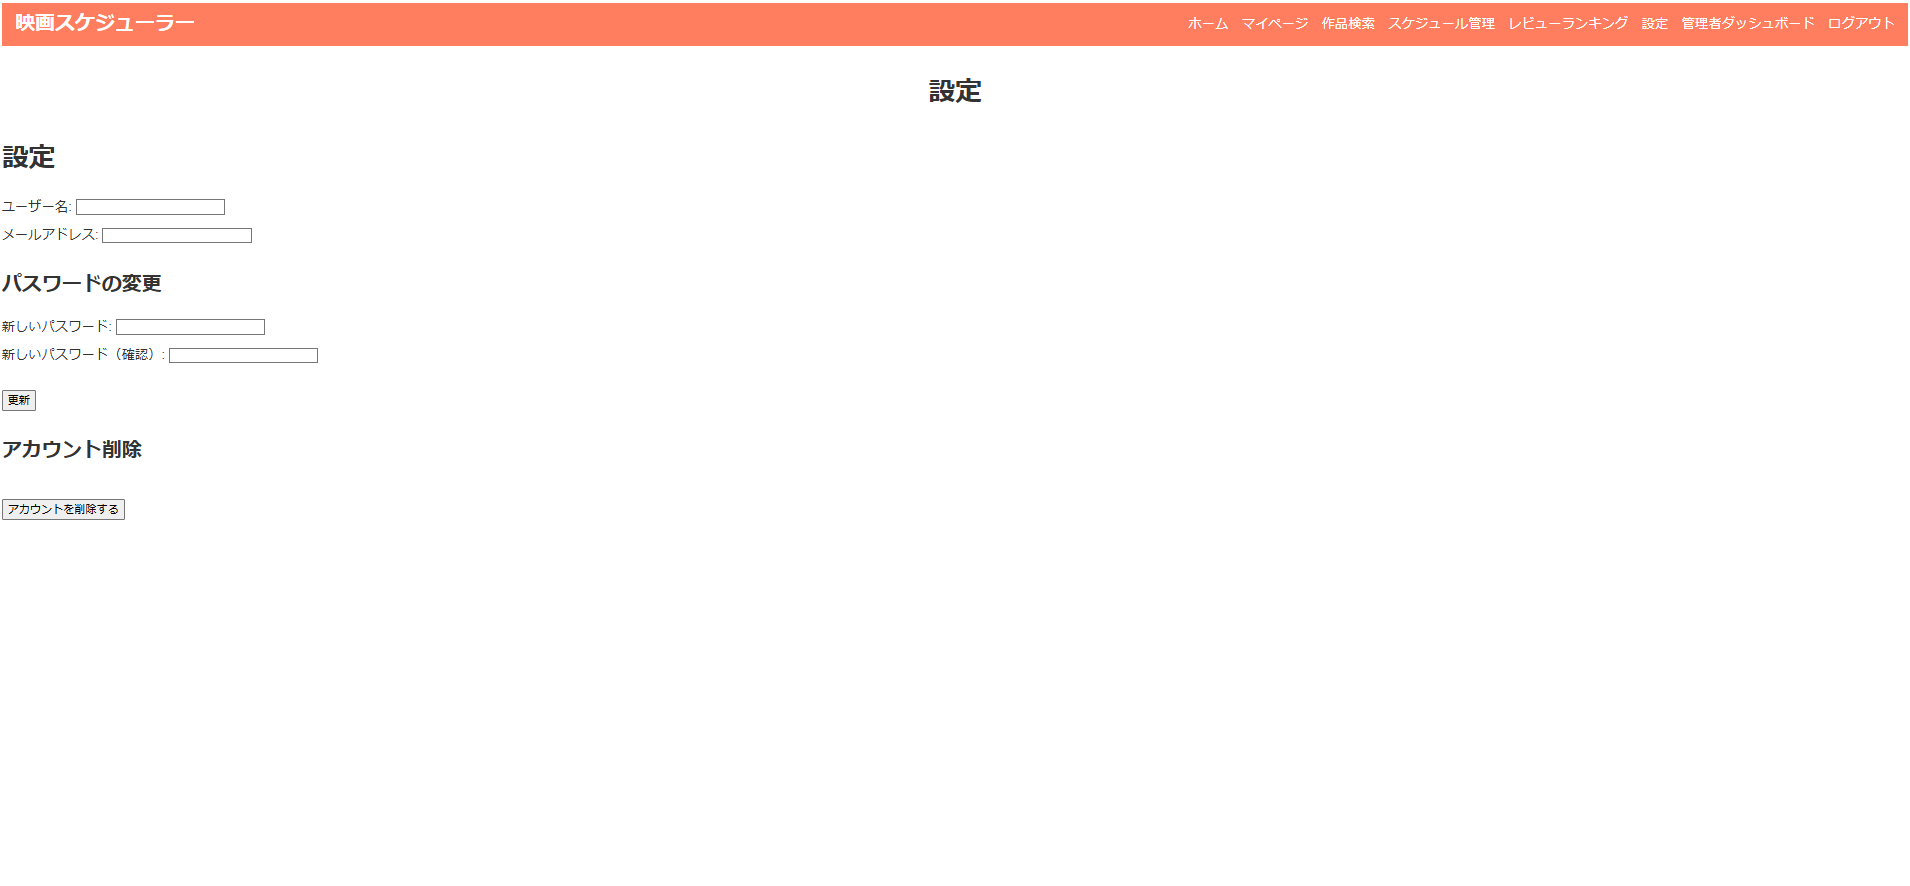 映画スケジューラー
ホーム マイページ 作品検索 スケジュール管理 レビューランキング 設定 管理者ダッシュボード ログアウト
設定
設定
ユーザー名:
メールアドレス:
パスワードの変更
新しいパスワード:
新しいパスワード（確認）:
更新
アカウント削除
アカウントを削除する